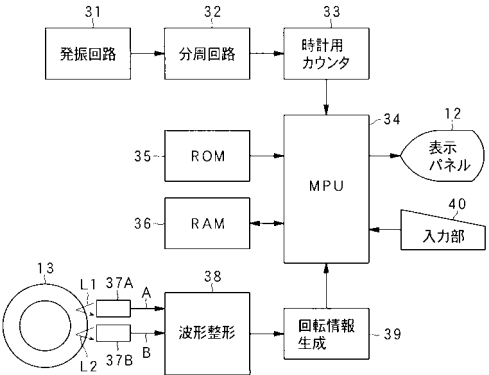 31
32
33
発振回路
分周回路
時計用
カウンタ
34
12
35
ROM
MPU
表示
パネル
36
RAM
40
入力部
13
L1
37A
A
38
L2
37B
B
波形整形
回転情報
生成
39